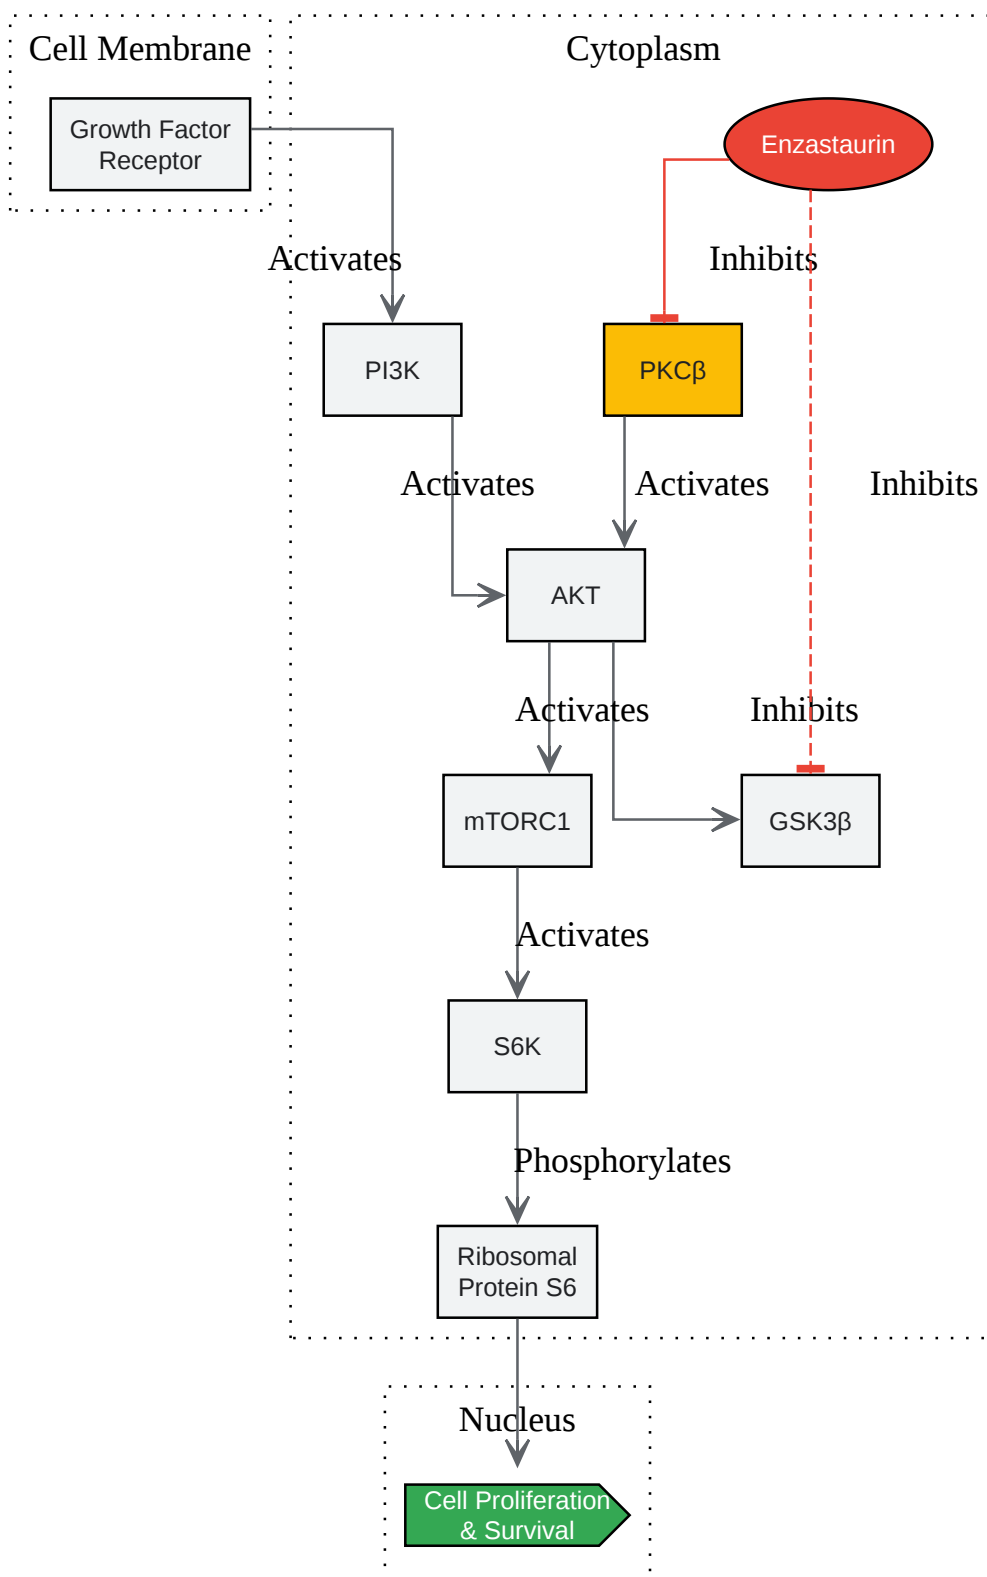 Cell Membrane
Cytoplasm
Growth Factor
Receptor
Enzastaurin
Activates
Inhibits
PI3K
PKCβ
Activates
Activates
Inhibits
AKT
Activates
Inhibits
mTORC1
GSK3β
Activates
S6K
Phosphorylates
Ribosomal
Protein S6
Nucleus
Cell Proliferation
& Survival